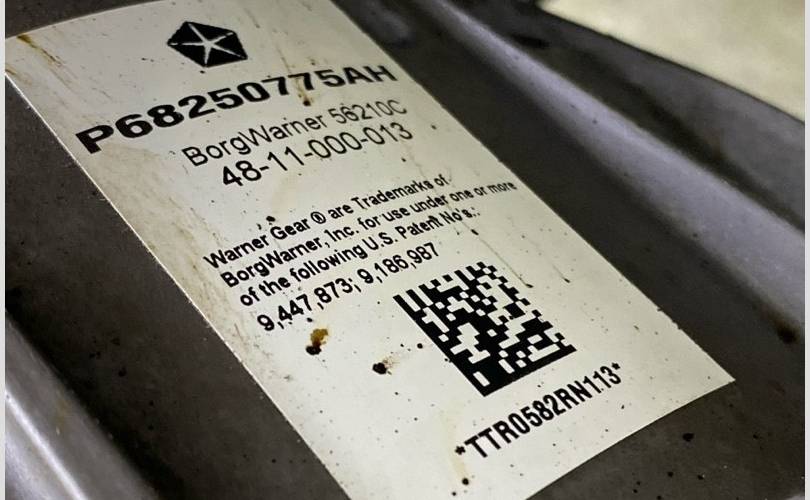 P68250775AH
BorgWarner 58210C
48-11-000-013
Warner Gear ® are Trademarks of
BorgWarner, Inc. for use under one or more
of the following U.S. Patent No's.:
9,447,873; 9,186,987
*TTR0582RN113*